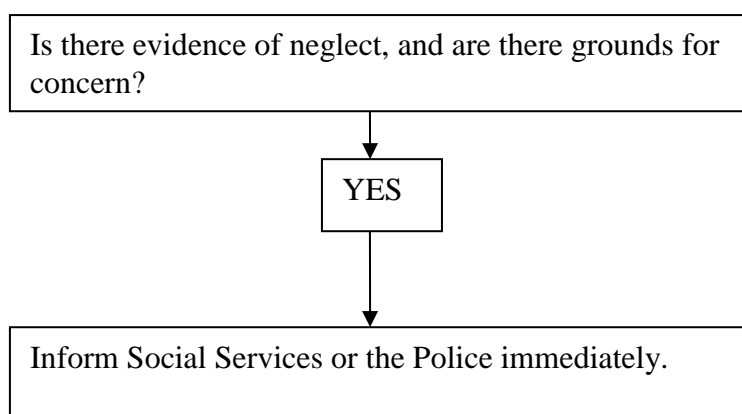 Is there evidence of neglect, and are there grounds for
concern?
YES
Inform Social Services or the Police immediately.